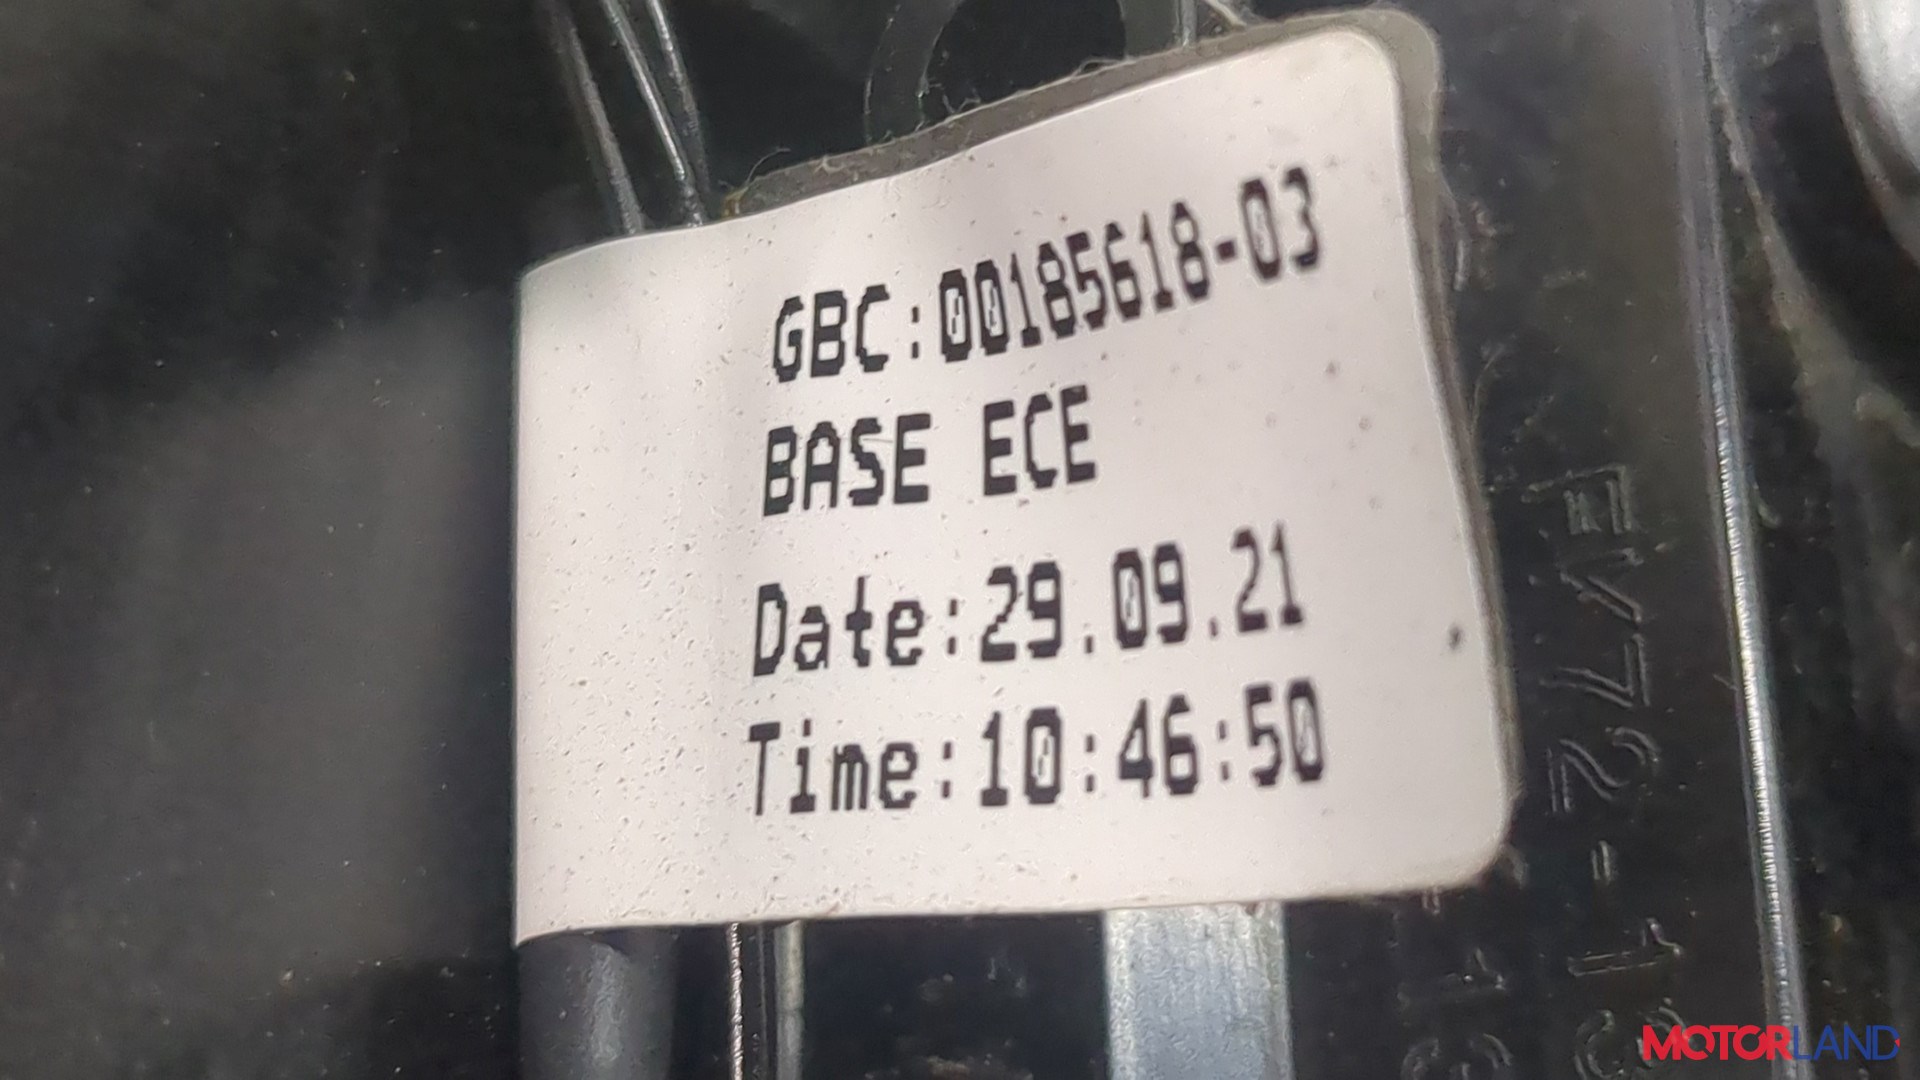 GBC:00185618-03
BASE ECE
Date:29.09.21
Time:10:46:50
MOTORLAND